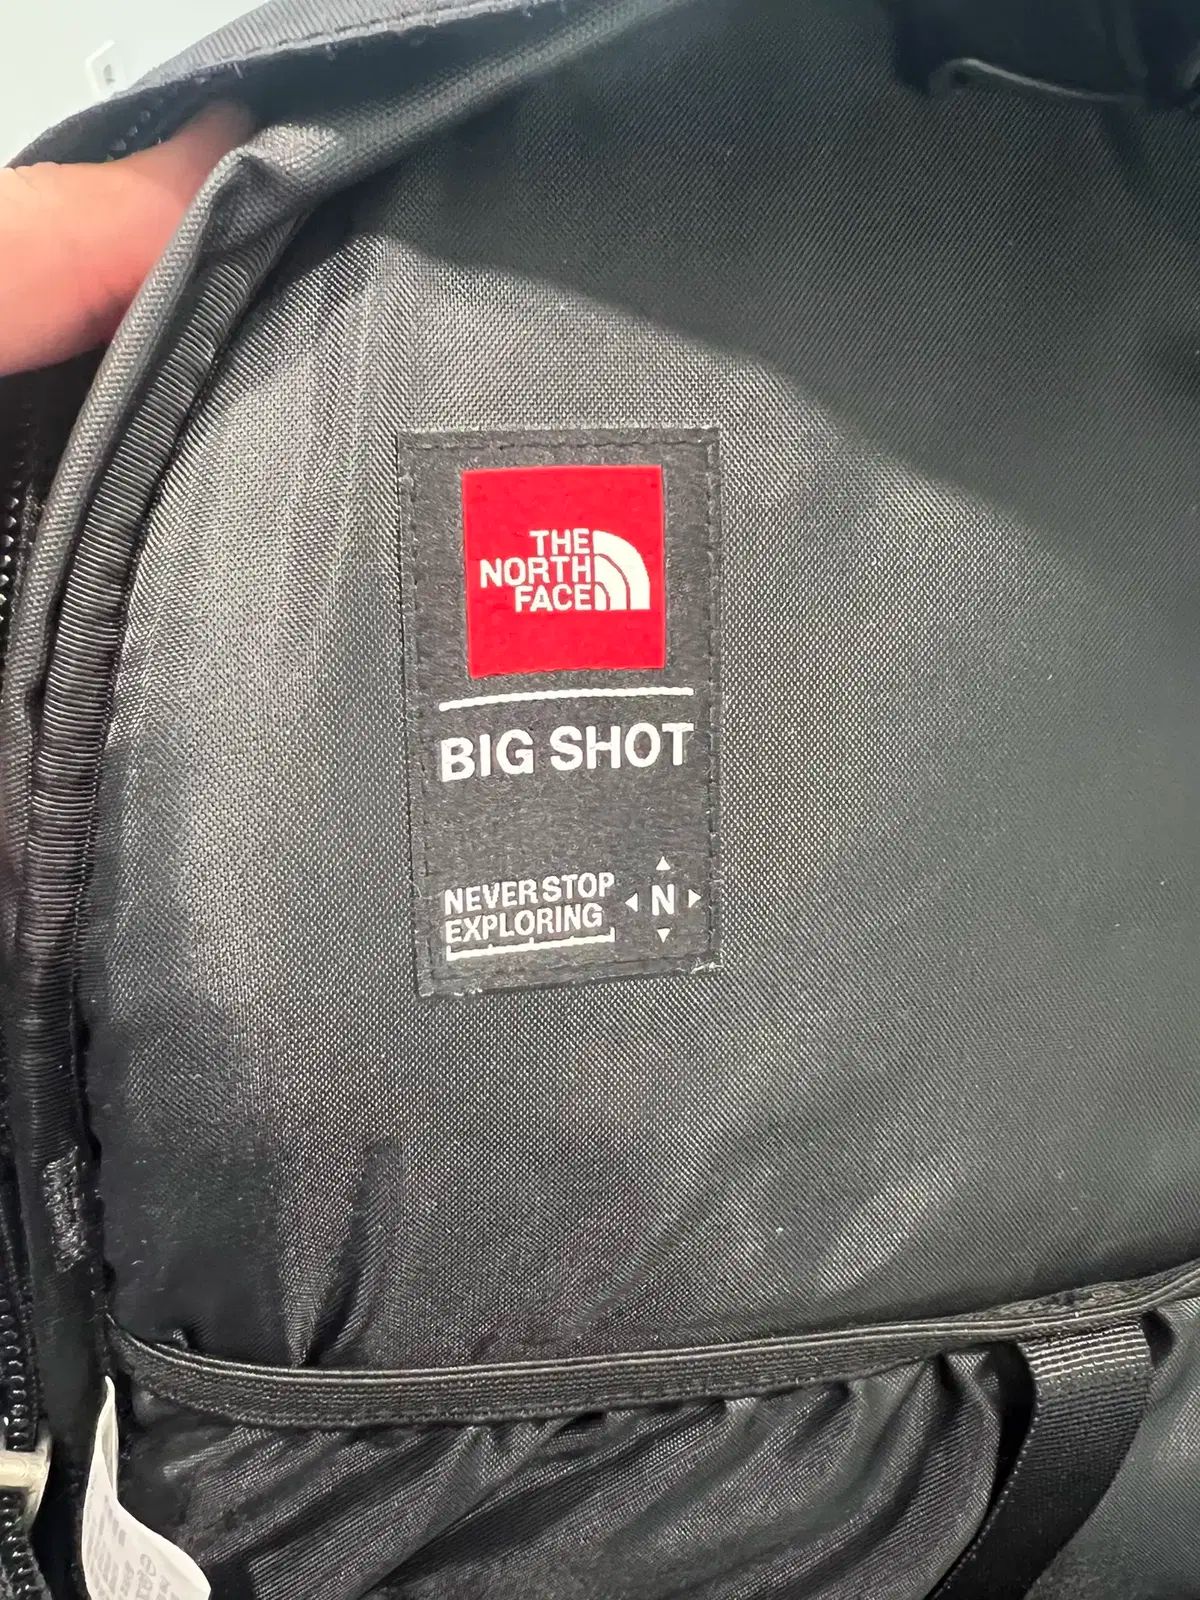 THE
NORTH
FACE
BIG SHOT
NEVER STOP
EXPLORING
N